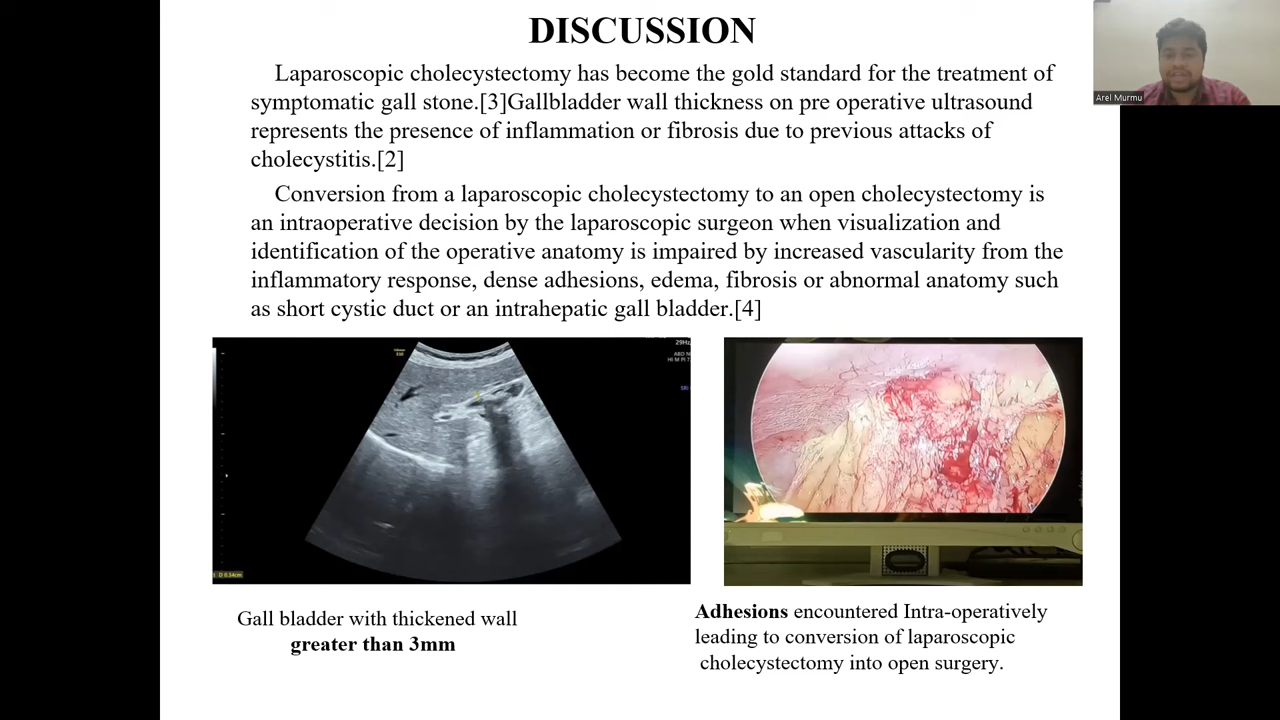 DISCUSSION
Arel Murmu
Laparoscopic cholecystectomy has become the gold standard for the treatment of
symptomatic gall stone.[3]Gallbladder wall thickness on pre operative ultrasound
represents the presence of inflammation or fibrosis due to previous attacks of
cholecystitis.[2]
Conversion from a laparoscopic cholecystectomy to an open cholecystectomy is
an intraoperative decision by the laparoscopic surgeon when visualization and
identification of the operative anatomy is impaired by increased vascularity from the
inflammatory response, dense adhesions, edema, fibrosis or abnormal anatomy such
as short cystic duct or an intrahepatic gall bladder.[4]
29Hz
D 0.34cm
Gall bladder with thickened wall
greater than 3mm
Adhesions encountered Intra-operatively
leading to conversion of laparoscopic
cholecystectomy into open surgery.